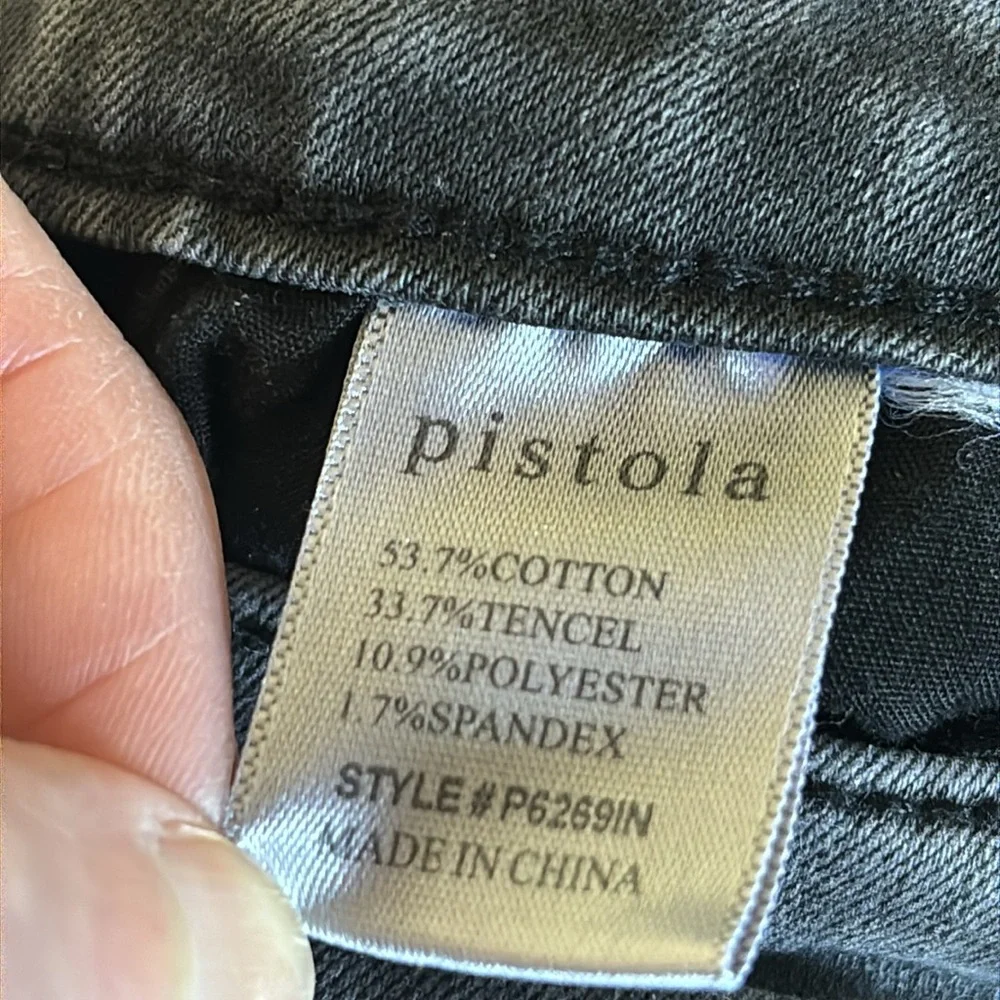 pistola
53.7%COTTON
33.7%TENCEL
10.9%POLYESTER
1.7%SPANDEX
STYLE # P6269IN
MADE IN CHINA